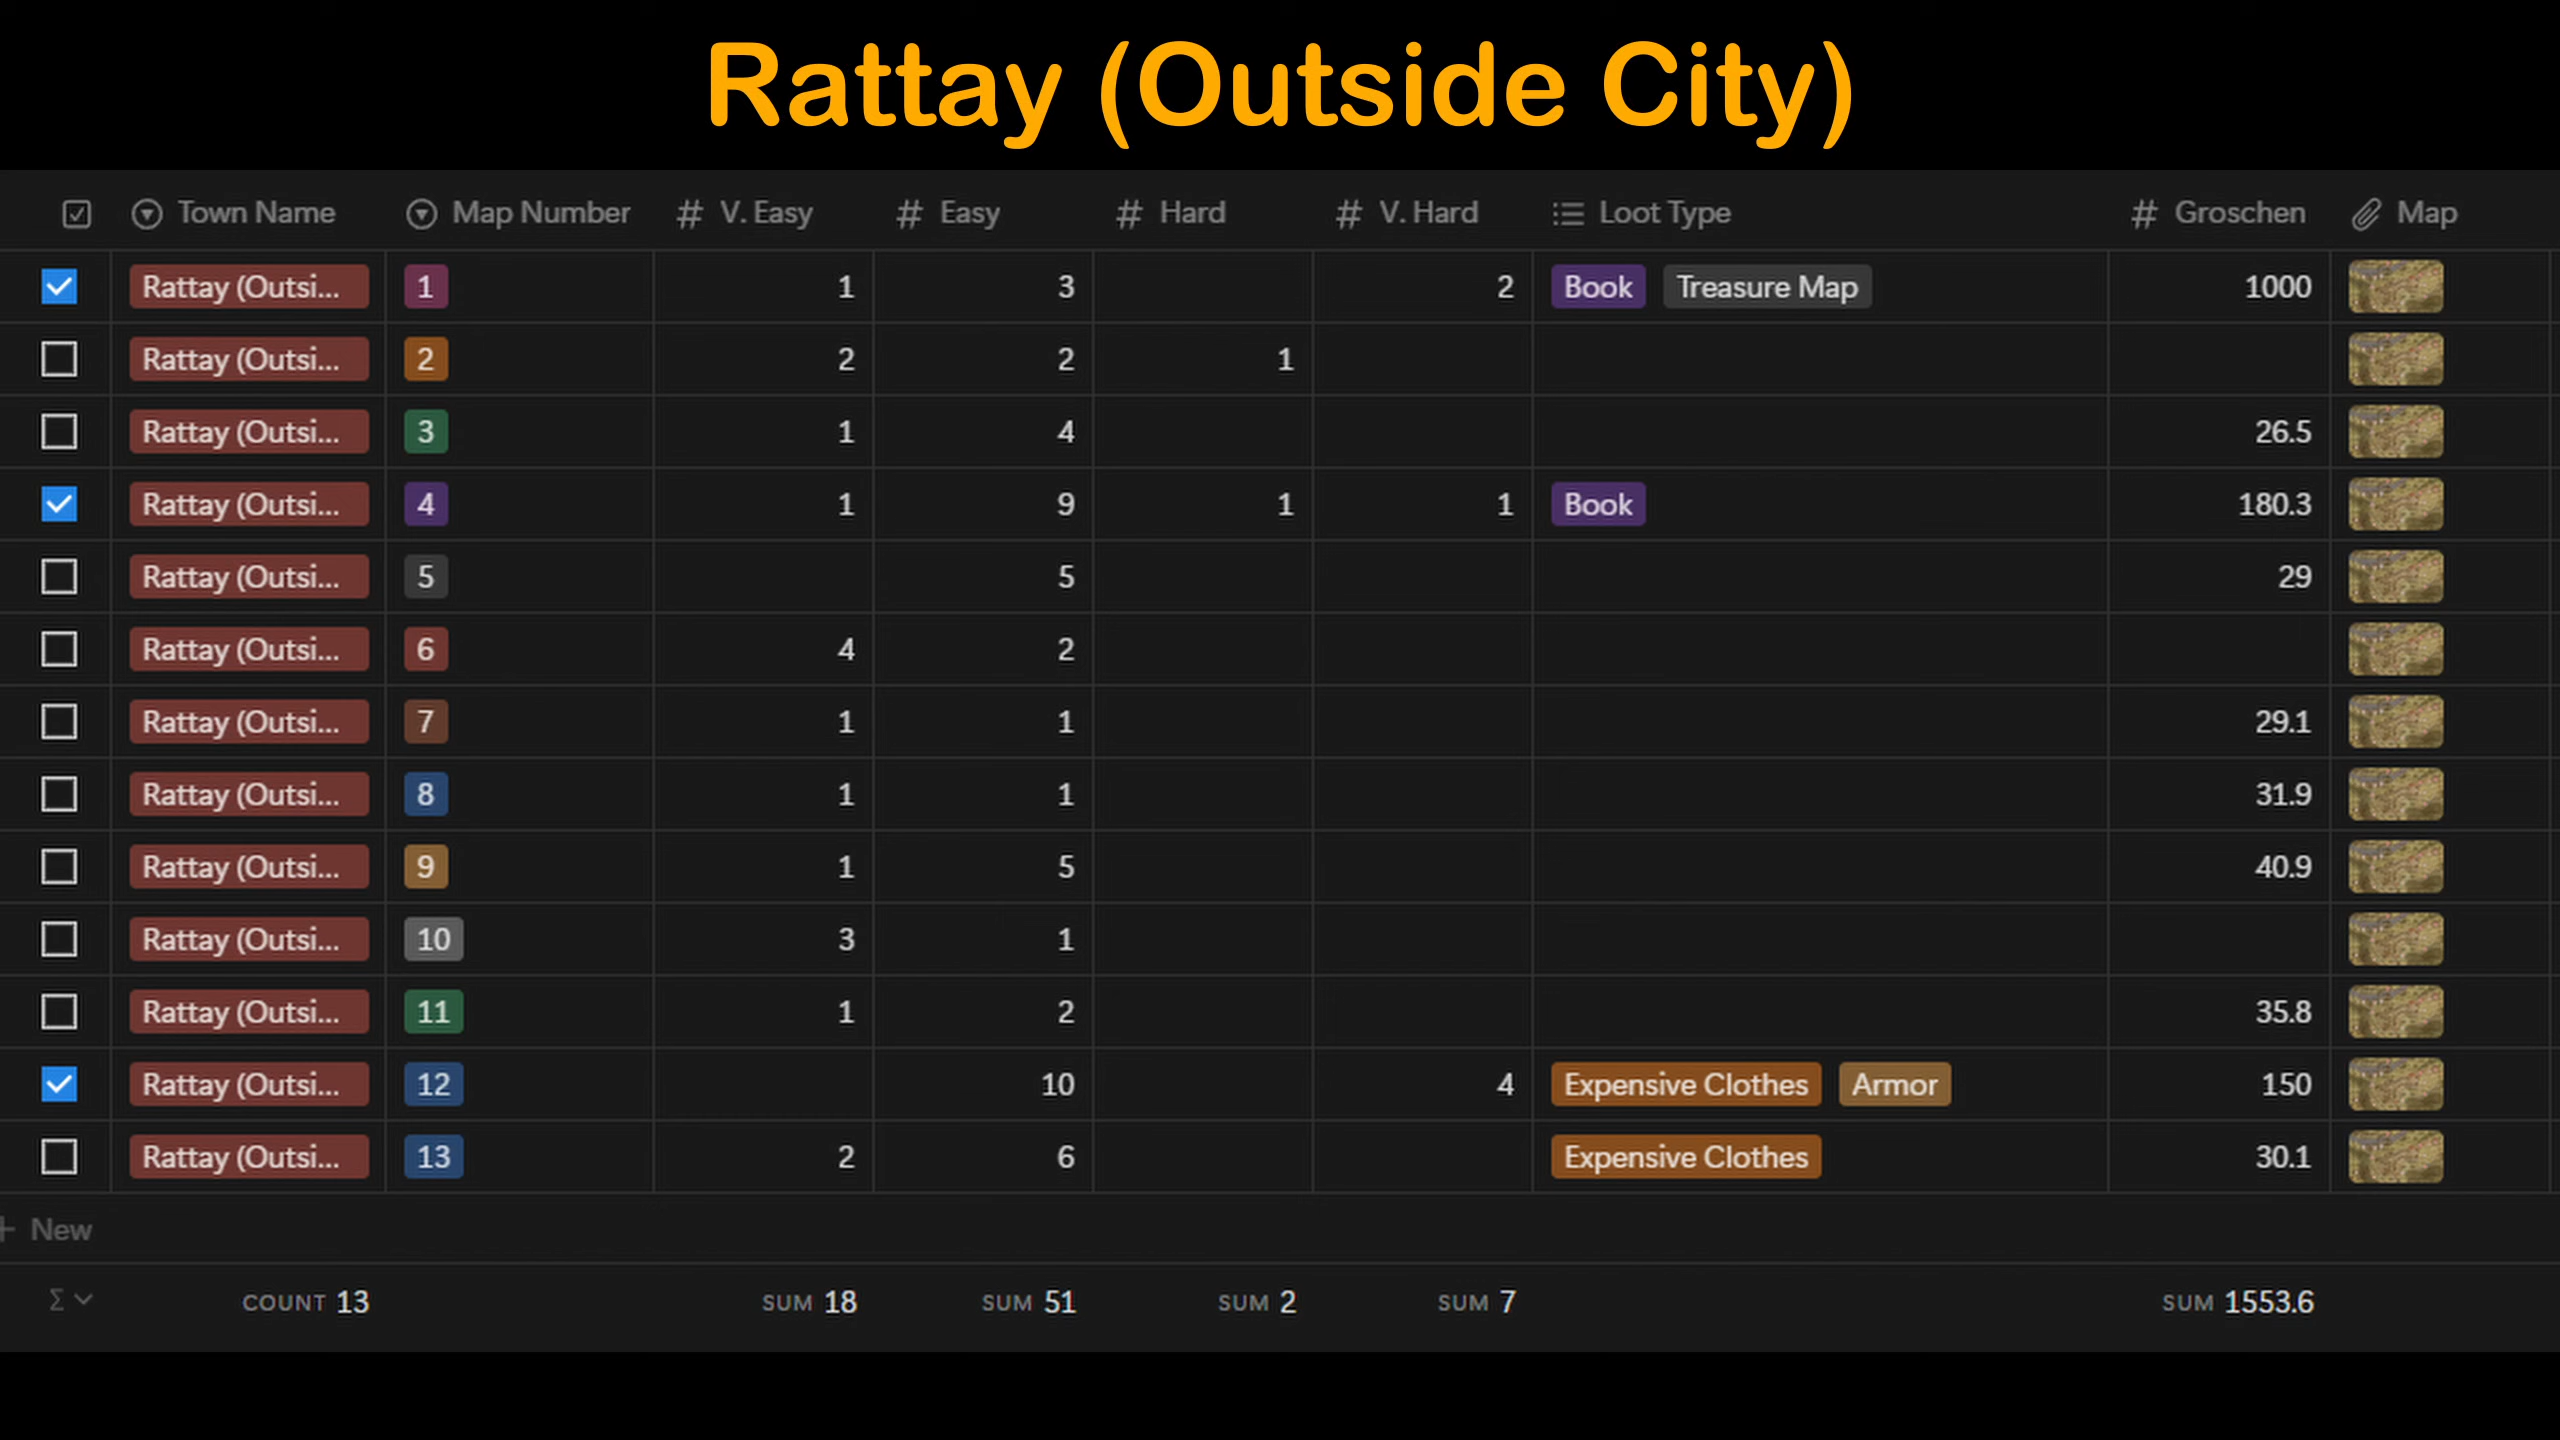 Rattay (Outside City)
Town Name Map Number # V. Easy # Easy # Hard # V. Hard Loot Type # Groschen Map
Rattay (Outsi... 1 1 3 2 Book Treasure Map 1000
Rattay (Outsi... 2 2 2 1
Rattay (Outsi... 3 1 4 26.5
Rattay (Outsi... 4 1 9 1 1 Book 180.3
Rattay (Outsi... 5 5 29
Rattay (Outsi... 6 4 2
Rattay (Outsi... 7 1 1 29.1
Rattay (Outsi... 8 1 1 31.9
Rattay (Outsi... 9 1 5 40.9
Rattay (Outsi... 10 3 1
Rattay (Outsi... 11 1 2 35.8
Rattay (Outsi... 12 10 4 Expensive Clothes Armor 150
Rattay (Outsi... 13 2 6 Expensive Clothes 30.1
+ New
Σ COUNT 13 SUM 18 SUM 51 SUM 2 SUM 7 SUM 1553.6